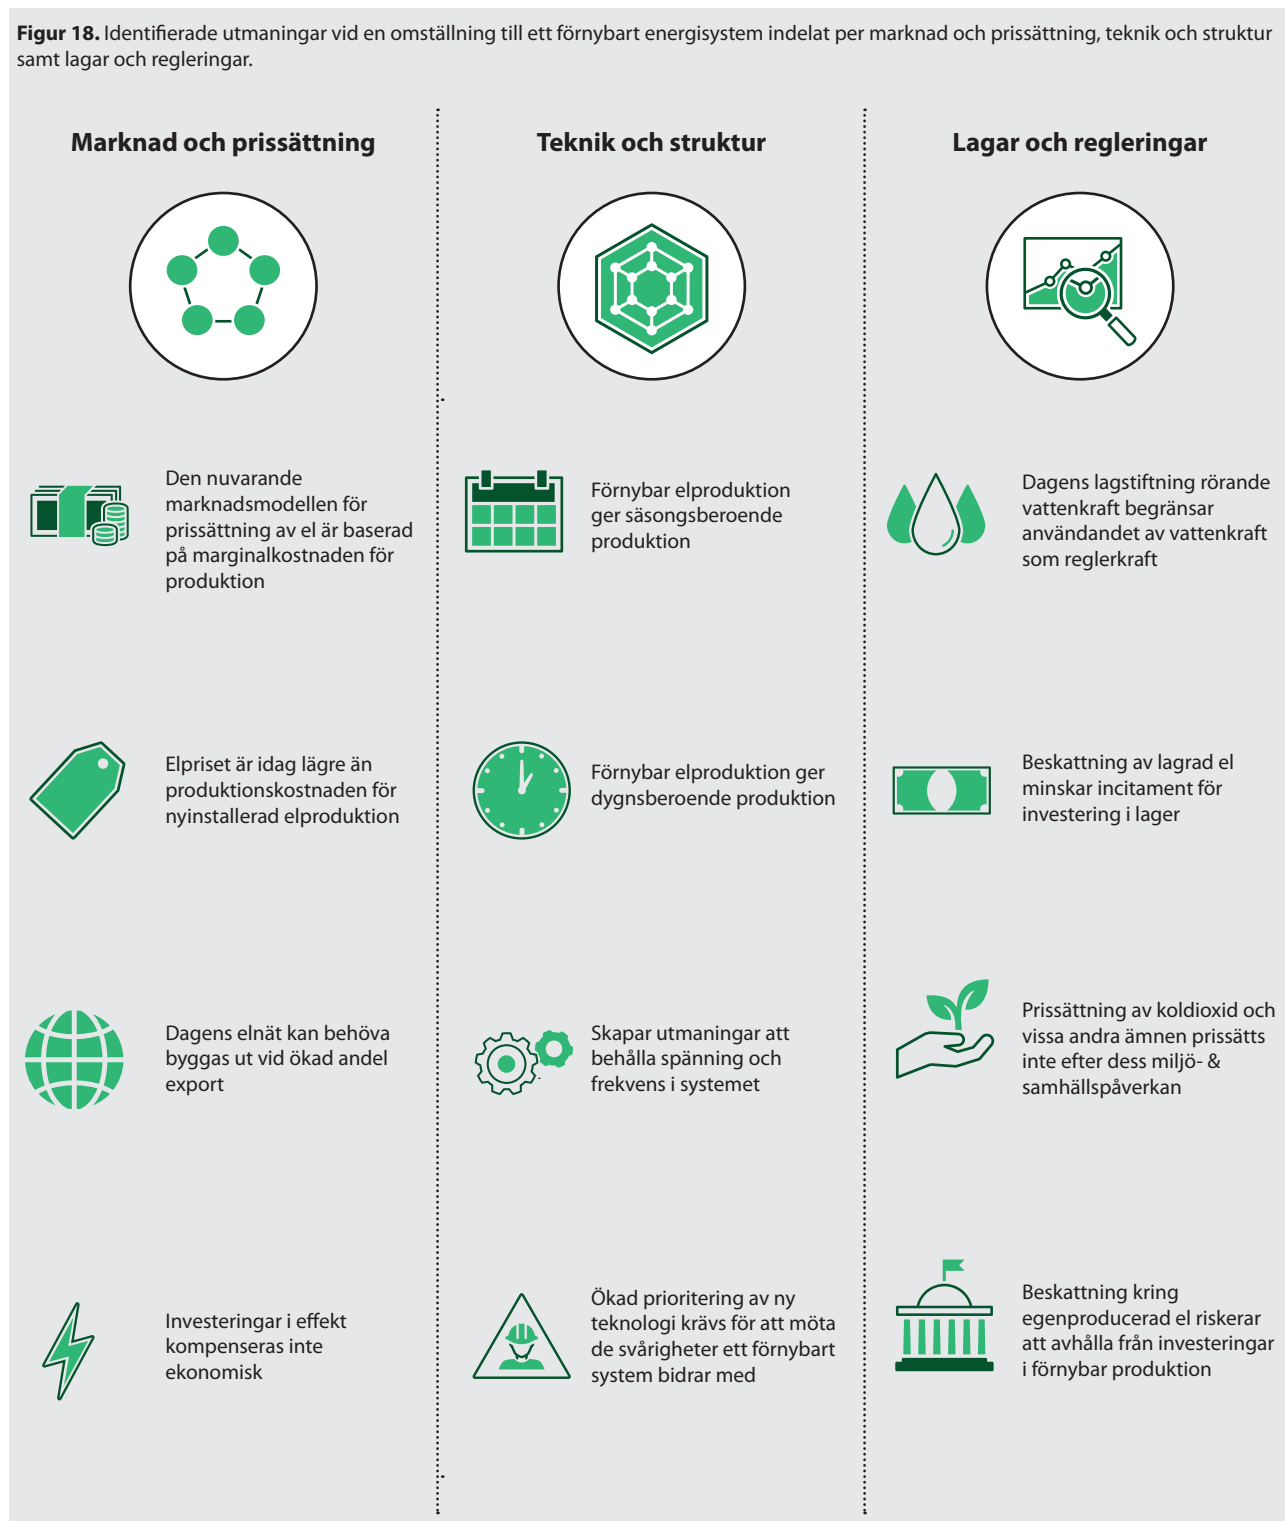 Figur 18. Identifierade utmaningar vid en omställning till ett förnybart energisystem indelat per marknad och prissättning, teknik och struktur
samt lagar och regleringar.
Marknad och prissättning
Den nuvarande
marknadsmodellen för
prissättning av el är baserad
på marginalkostnaden för
produktion
Elpriset är idag lägre än
produktionskostnaden för
nyinstallerad elproduktion
Dagens elnät kan behöva
byggas ut vid ökad andel
export
Investeringar i effekt
kompenseras inte
ekonomisk
Teknik och struktur
Förnybar elproduktion
ger säsongsberoende
produktion
Förnybar elproduktion ger
dygnsberoende produktion
Skapar utmaningar att
behålla spänning och
frekvens i systemet
Ökad prioritering av ny
teknologi krävs för att möta
de svårigheter ett förnybart
system bidrar med
Lagar och regleringar
Dagens lagstiftning rörande
vattenkraft begränsar
användandet av vattenkraft
som reglerkraft
Beskattning av lagrad el
minskar incitament för
investering i lager
Prissättning av koldioxid och
vissa andra ämnen prissätts
inte efter dess miljö- &
samhällspåverkan
Beskattning kring
egenproducerad el riskerar
att avhålla från investeringar
i förnybar produktion